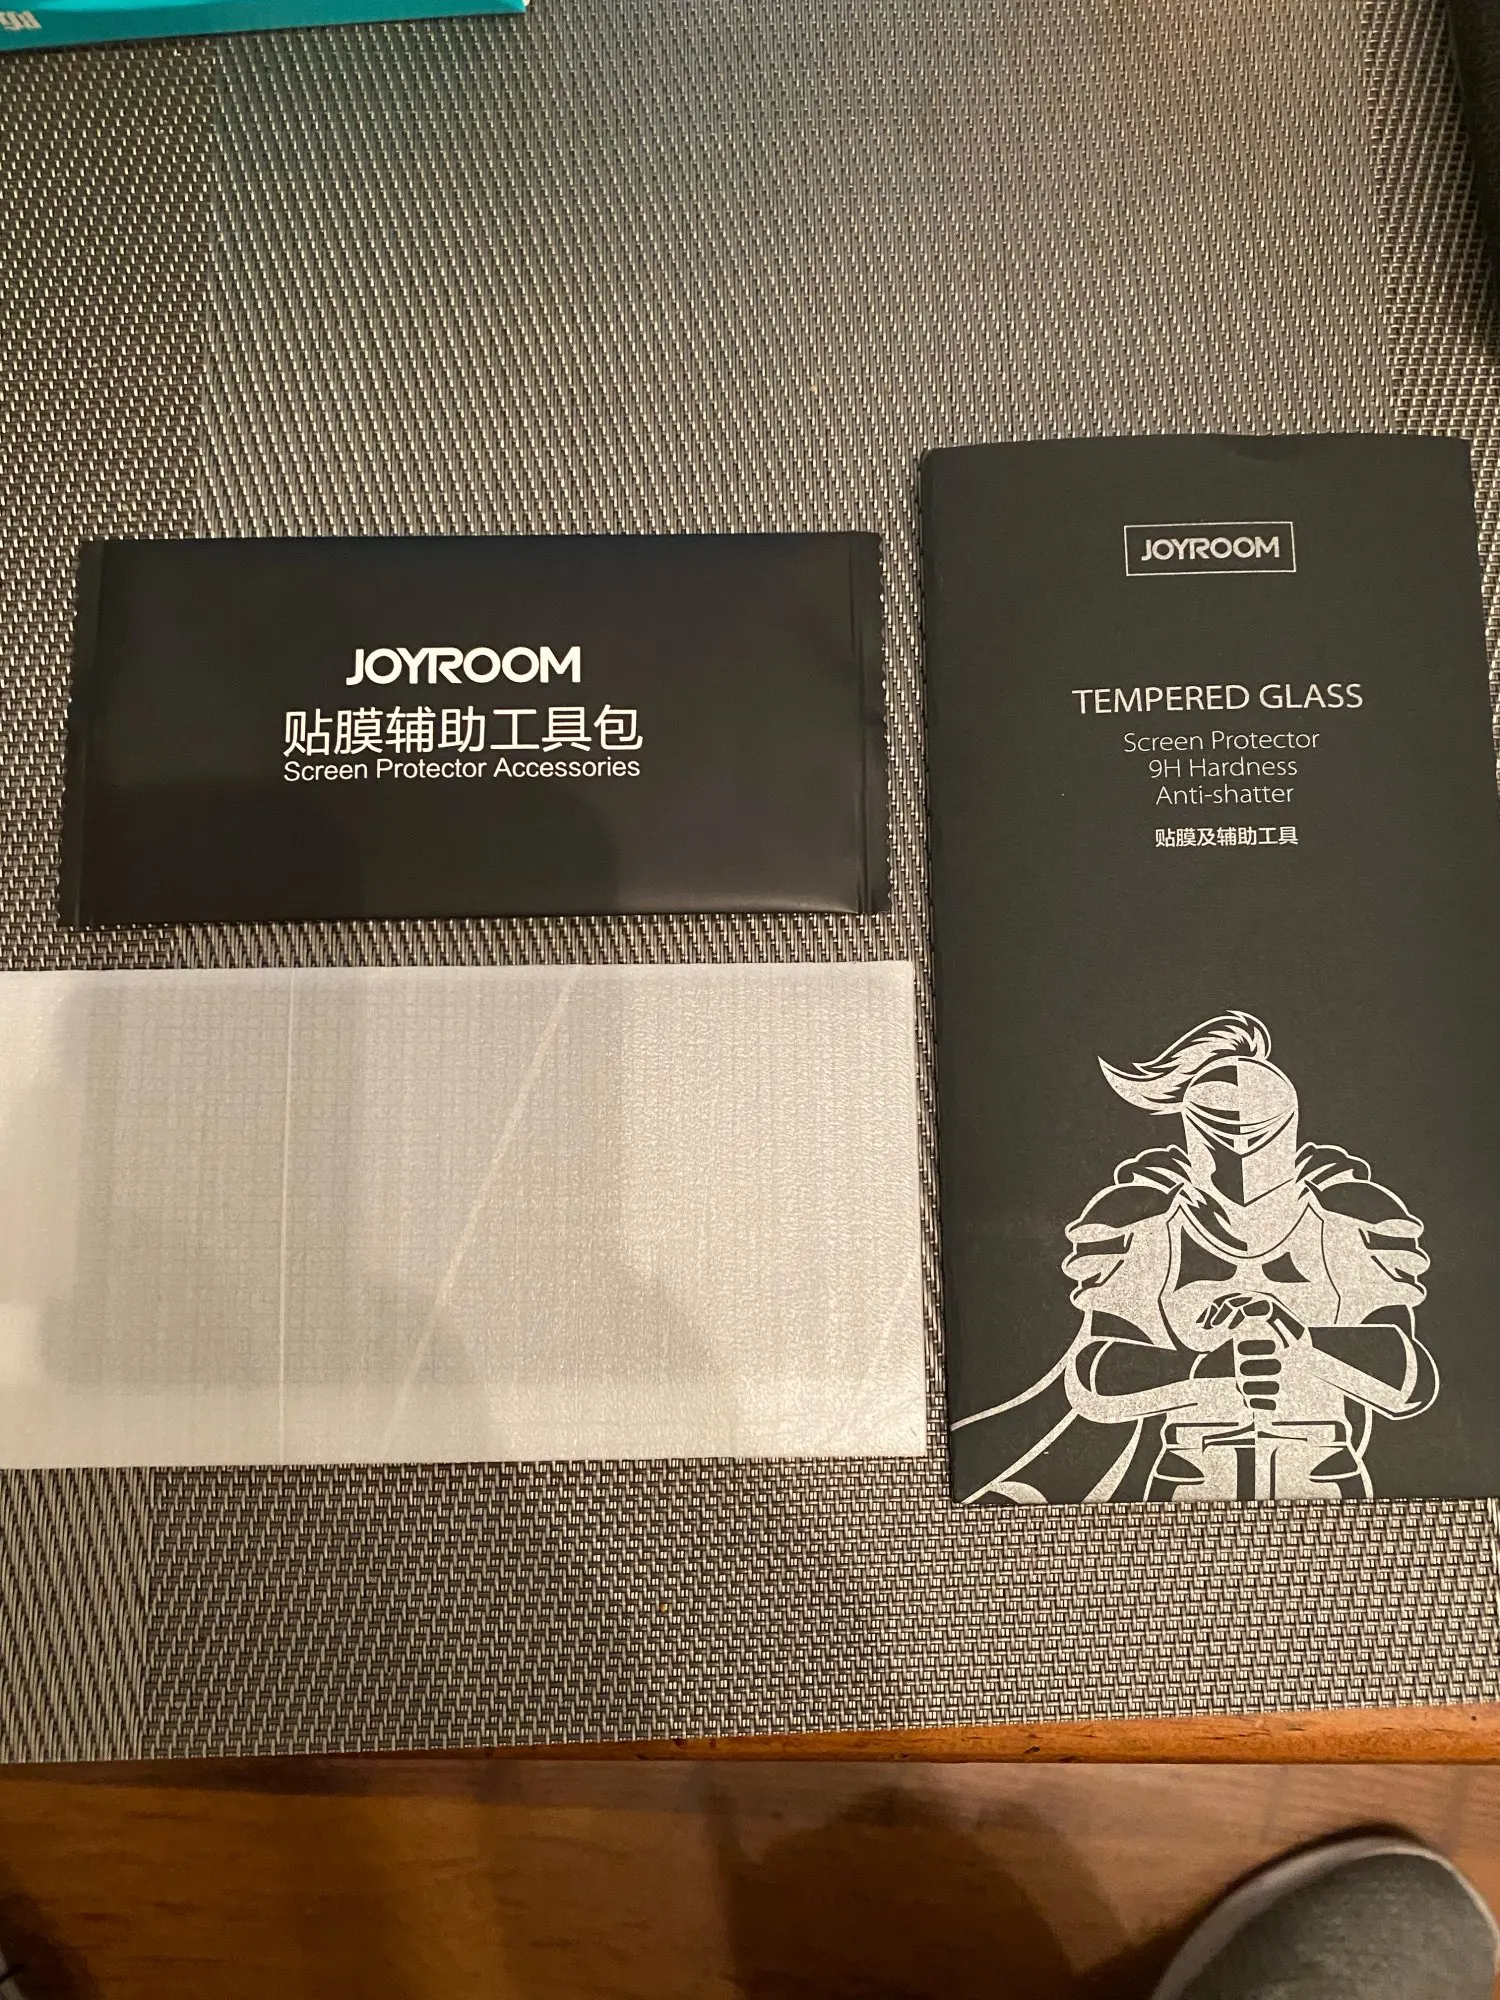 JOYROOM
贴膜辅助工具包
Screen Protector Accessories
JOYROOM
TEMPERED GLASS
Screen Protector
9H Hardness
Anti-shatter
贴膜及辅助工具